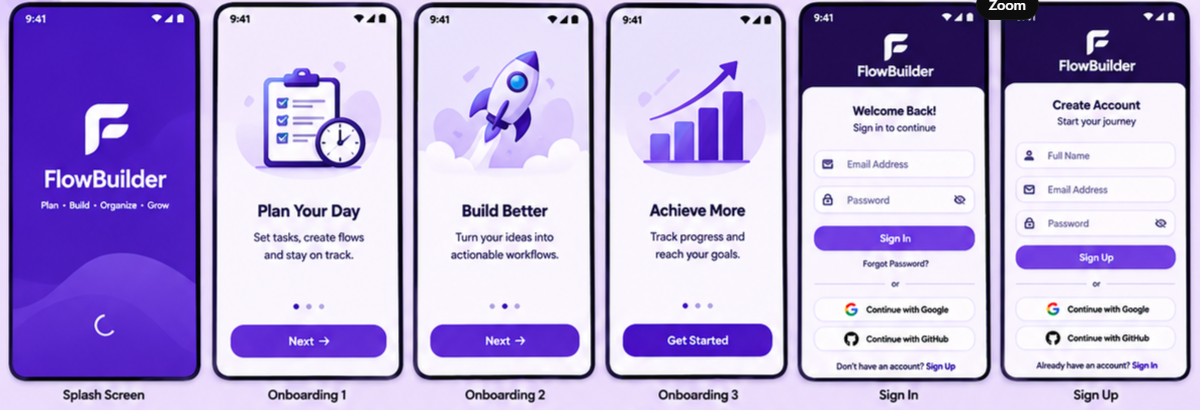 9:41
FlowBuilder
Plan • Build • Organize • Grow
Splash Screen
9:41
Plan Your Day
Set tasks, create flows
and stay on track.
Next →
Onboarding 1
9:41
Build Better
Turn your ideas into
actionable workflows.
Next →
Onboarding 2
9:41
Achieve More
Track progress and
reach your goals.
Get Started
Onboarding 3
9:41
FlowBuilder
Welcome Back!
Sign in to continue
Email Address
Password
Sign In
Forgot Password?
or
Continue with Google
Continue with GitHub
Don't have an account? Sign Up
Sign In
Zoom
FlowBuilder
Create Account
Start your journey
Full Name
Email Address
Password
Sign Up
or
Continue with Google
Continue with GitHub
Already have an account? Sign In
Sign Up